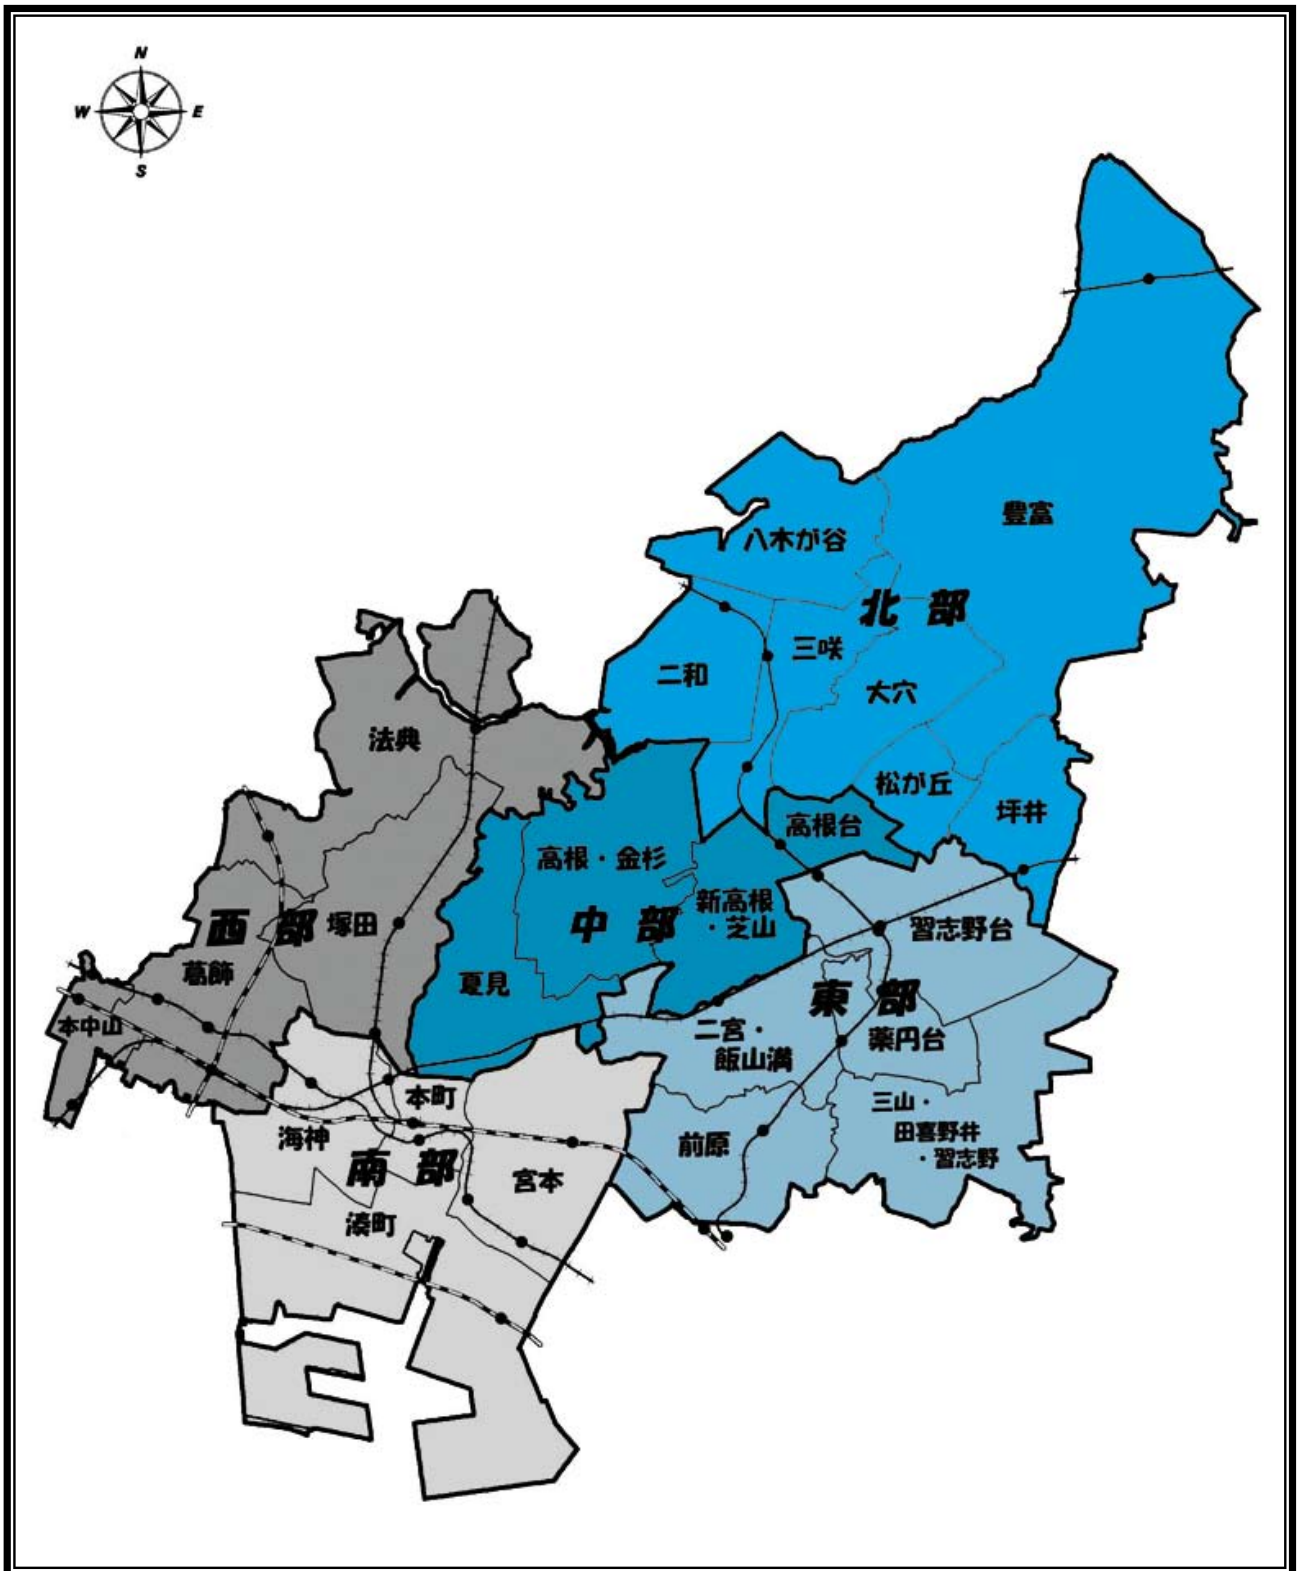 N
W
E
S
豊富
八木が谷
北部
三咲
二和
大穴
法典
松が丘
坪井
高根台
高根・金杉
新高根
・芝山
西部
塚田
中部
習志野台
葛飾
夏見
東部
本中山
二宮・
飯山満
薬円台
本町
三山・
田喜野井
・習志野
海神
前原
南部
宮本
湊町